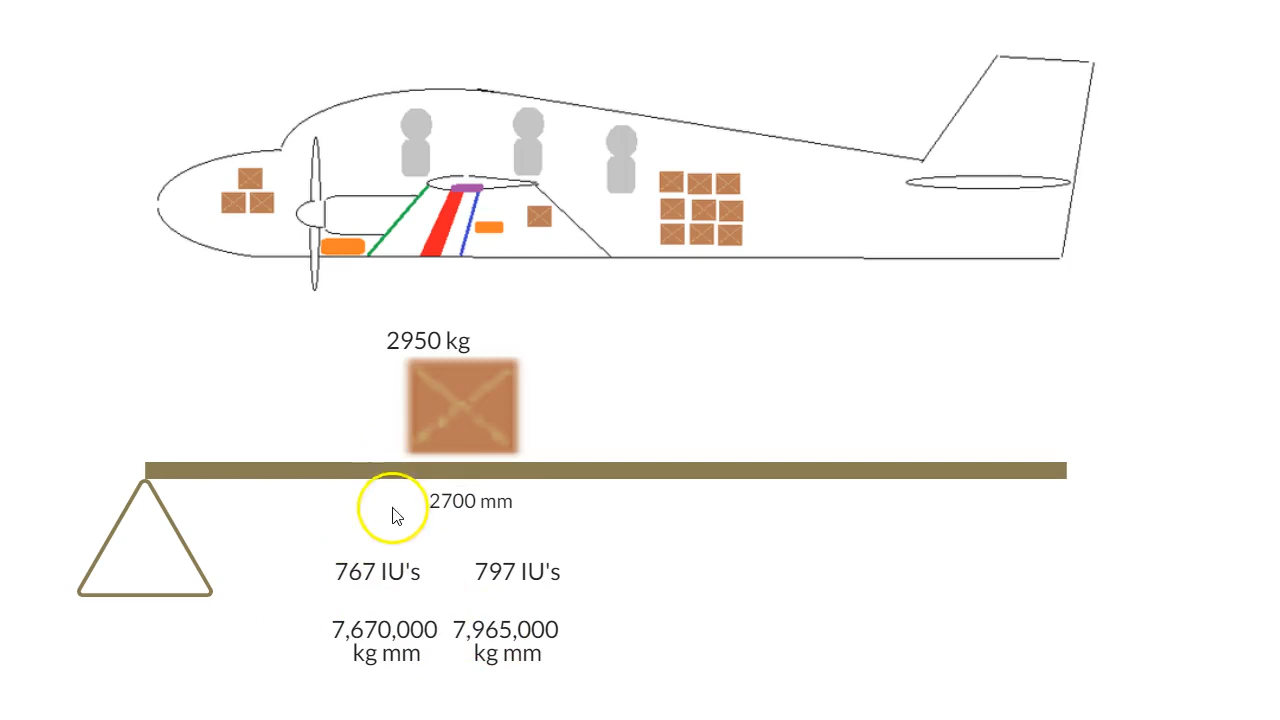 2950 kg
2700 mm
767 IU's 797 IU's
7,670,000 7,965,000
kg mm kg mm